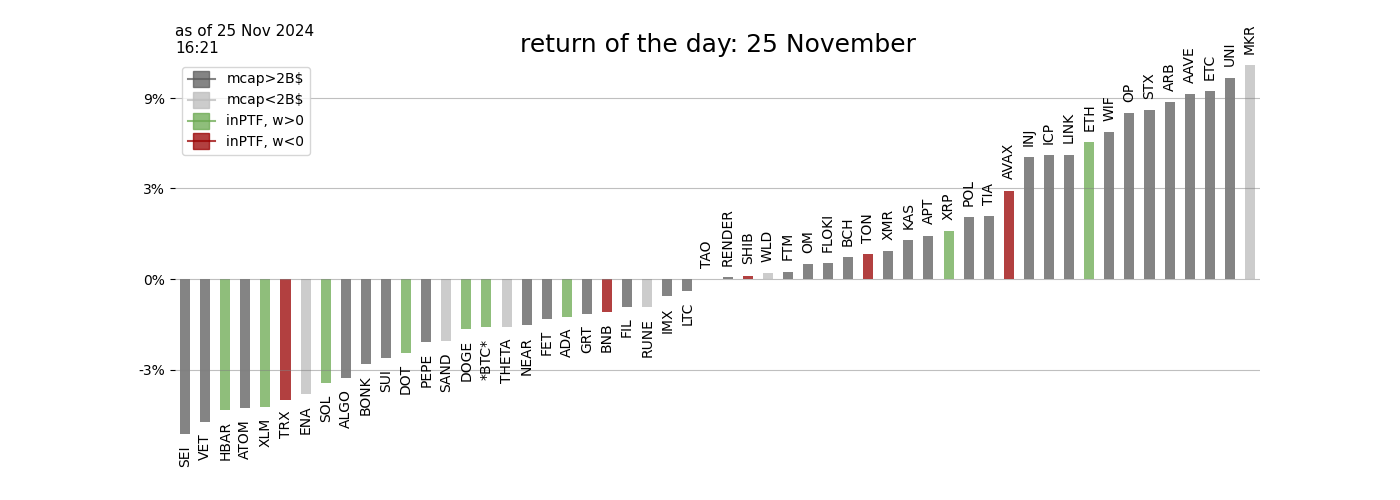 as of 25 Nov 2024
16:21
return of the day: 25 November
mcap>2B$
mcap<2B$
inPTF, w>0
inPTF, w<0
9%
3%
0%
-3%
SEI
VET
HBAR
ATOM
XLM
TRX
ENA
SOL
ALGO
BONK
SUI
DOT
PEPE
SAND
DOGE
*BTC*
THETA
NEAR
FET
ADA
GRT
BNB
FIL
RUNE
IMX
LTC
TAO
RENDER
SHIB
WLD
FTM
OM
FLOKI
BCH
TON
XMR
KAS
APT
XRP
POL
TIA
AVAX
INJ
ICP
LINK
ETH
WIF
OP
STX
ARB
AAVE
ETC
UNI
MKR